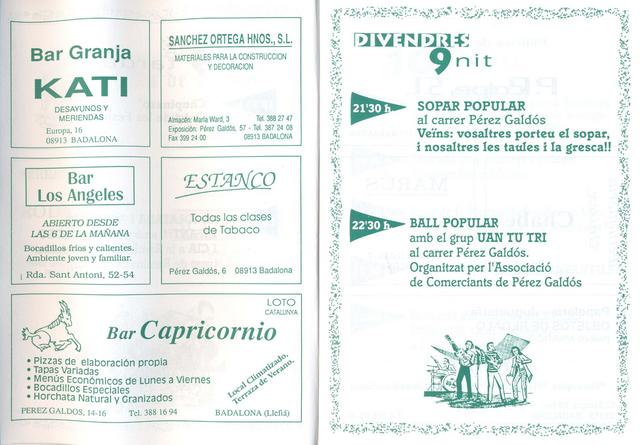 Bar Granja
KATI
DESAYUNOS Y
MERIENDAS
Europa, 16
08913 BADALONA
SANCHEZ ORTEGA HNOS., S.L.
MATERIALES PARA LA CONSTRUCCION
Y DECORACION
Almacén: María Ward, 3 Tel. 388 27 47
Exposición: Pérez Galdós, 57 - Tel. 387 24 08
Fax 399 24 00 08913 BADALONA
Bar
Los Angeles
ABIERTO DESDE
LAS 6 DE LA MAÑANA
Bocadillos fríos y calientes.
Ambiente joven y familiar.
Rda. Sant Antoni, 52-54
ESTANCO
Todas las clases
de Tabaco
Pérez Galdós, 6 08913 Badalona
LOTO
CATALUNYA
Bar Capricornio
• Pizzas de elaboración propia
• Tapas Variadas
• Menús Económicos de Lunes a Viernes
• Bocadillos Especiales
• Horchata Natural y Granizados
Local Climatizado.
Terraza de Verano.
PEREZ GALDOS, 14-16 Tel. 388 16 94 BADALONA (Llefià)
DIVENDRES
9 nit
21'30 h. SOPAR POPULAR
al carrer Pérez Galdós
Veïns: vosaltres porteu el sopar,
i nosaltres les taules i la gresca!!
22'30 h. BALL POPULAR
amb el grup UAN TU TRI
al carrer Pérez Galdós.
Organitzat per l'Associació
de Comerciants de Pérez Galdós